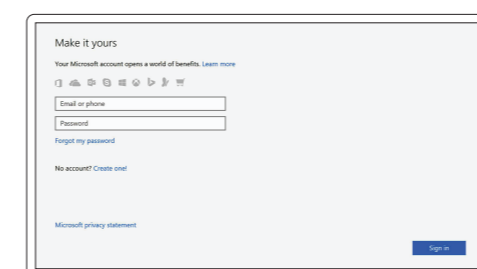 Make it yours
Your Microsoft account opens a world of benefits. Learn more
Email or phone
Password
Forgot my password
No account? Create one!
Microsoft privacy statement
Sign in